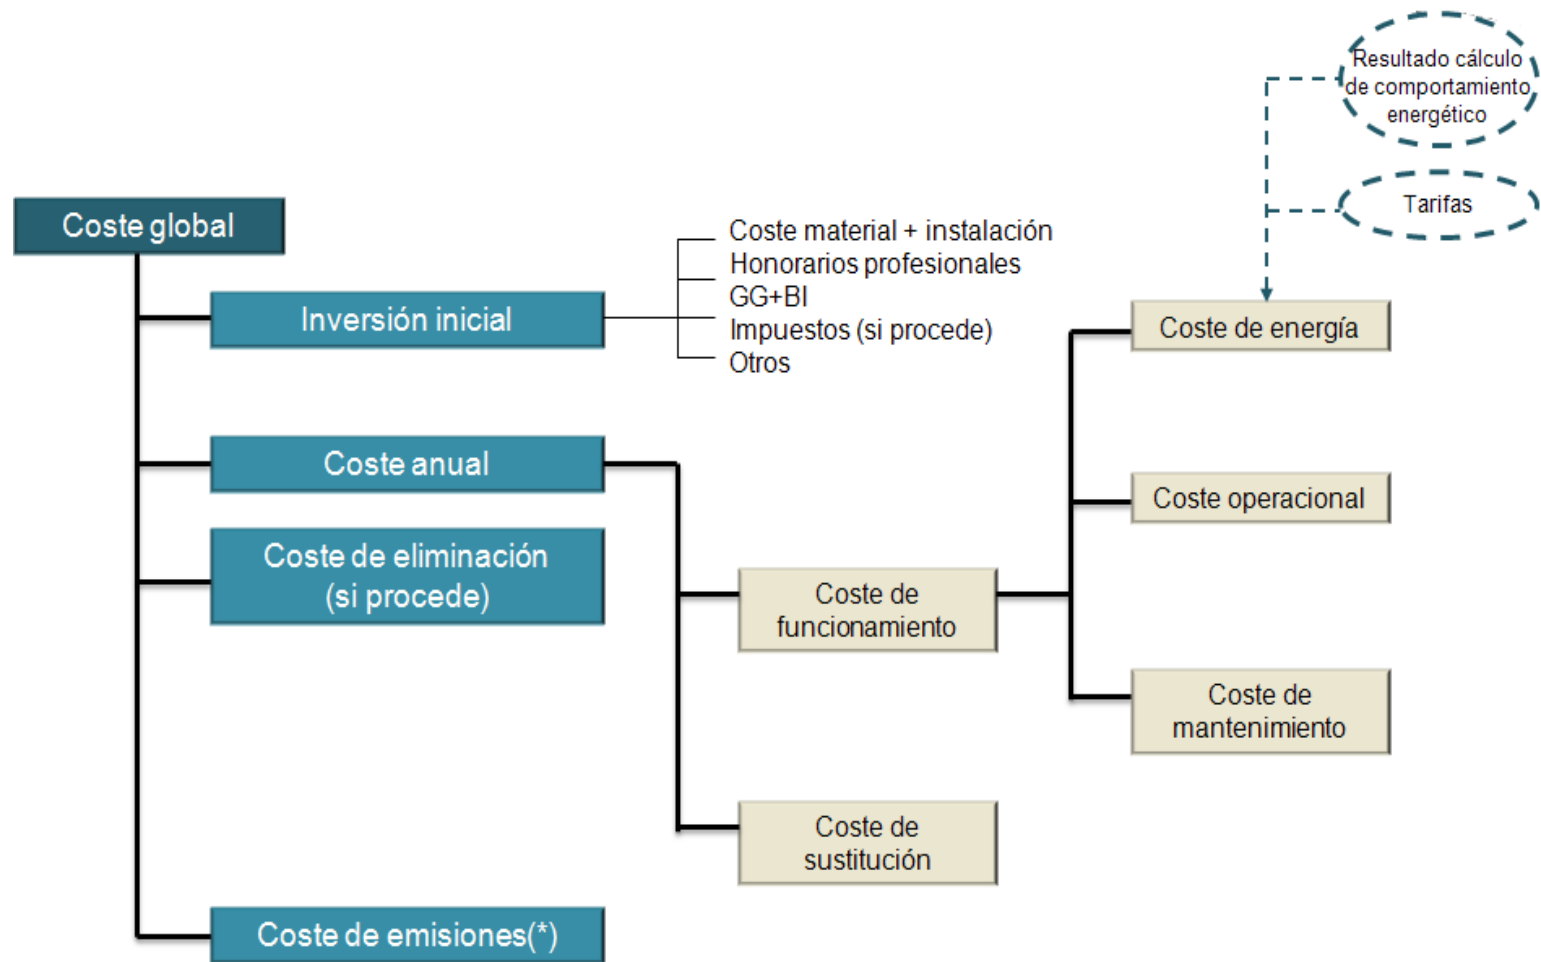 Resultado cálculo
de comportamiento
energético
Tarifas
Coste global
Coste material + instalación
Honorarios profesionales
GG+BI
Impuestos (si procede)
Otros
Inversión inicial
Coste de energía
Coste anual
Coste operacional
Coste de eliminación
(si procede)
Coste de
funcionamiento
Coste de
mantenimiento
Coste de
sustitución
Coste de emisiones(*)